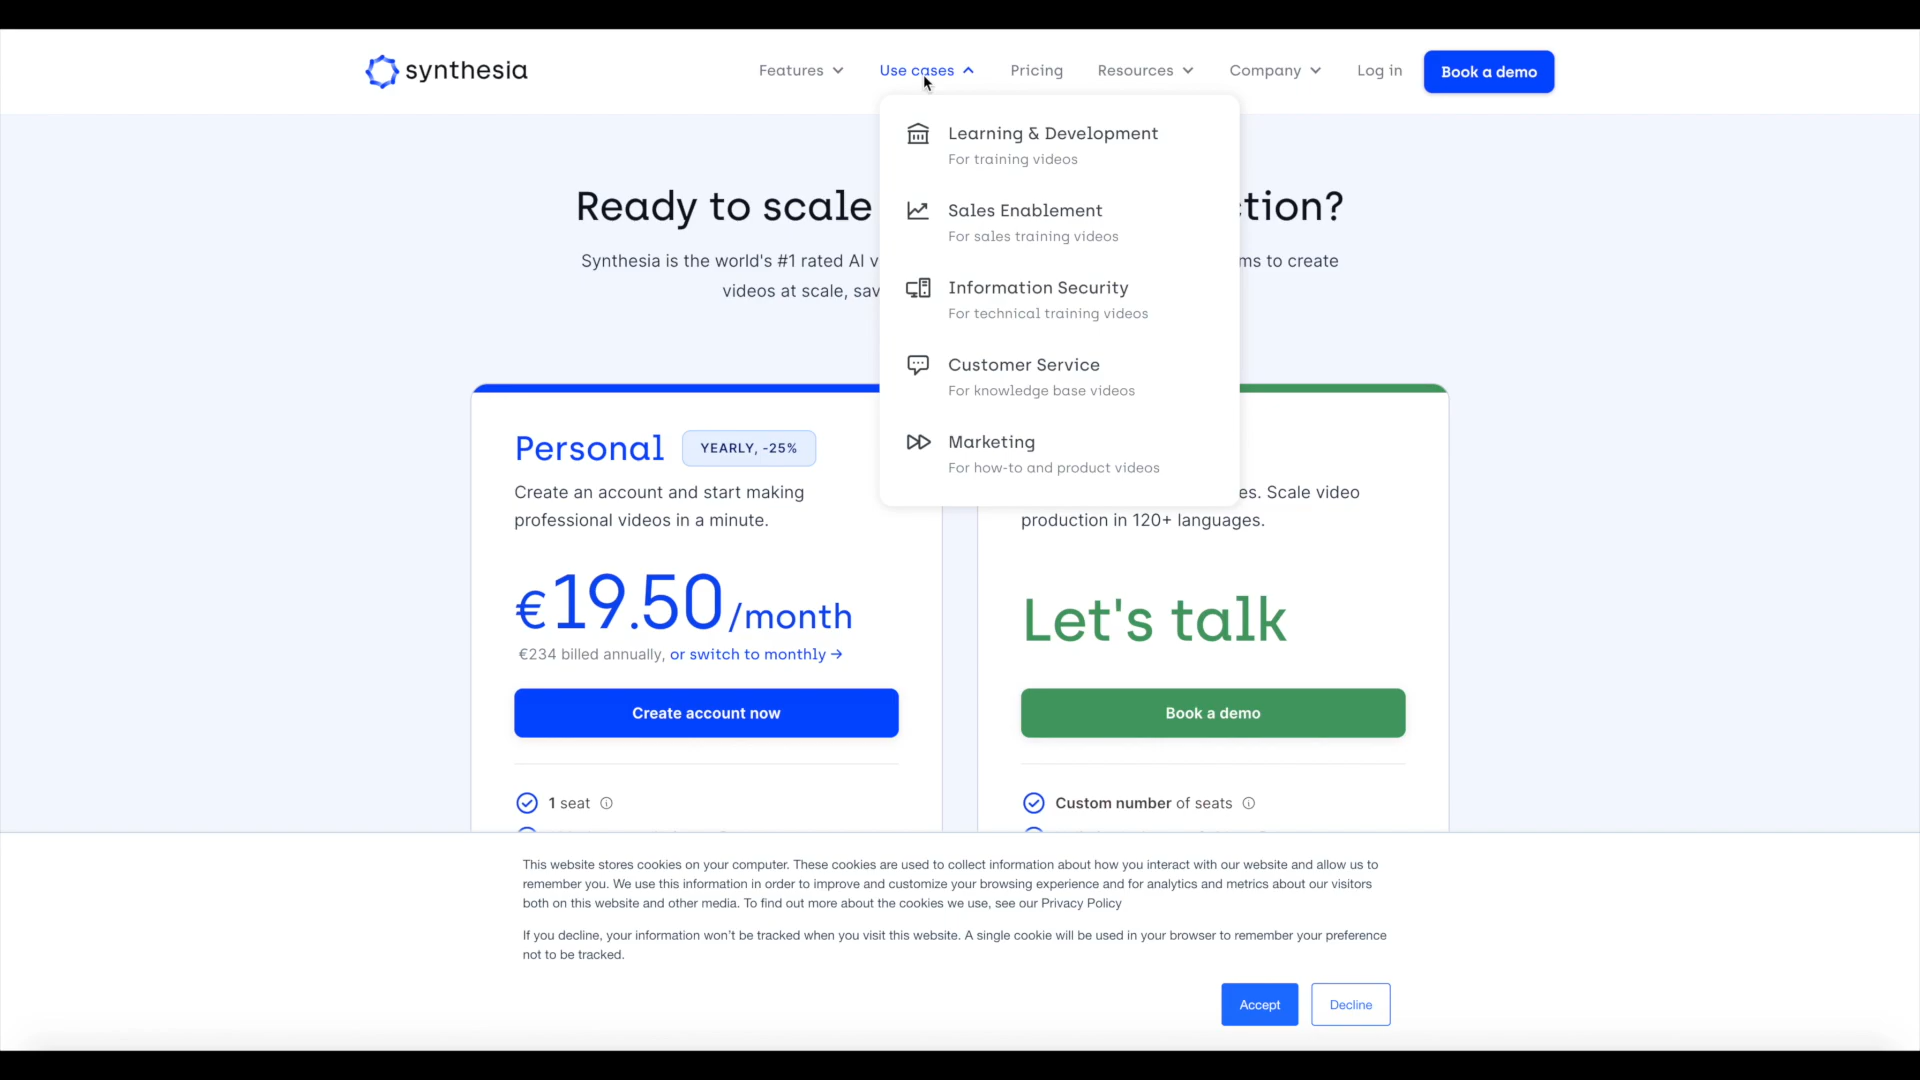 synthesia
Features
Use cases
Pricing
Resources
Company
Log in
Book a demo
Learning & Development
For training videos
Sales Enablement
For sales training videos
Information Security
For technical training videos
Customer Service
For knowledge base videos
Marketing
For how-to and product videos
Ready to scale
tion?
Synthesia is the world's #1 rated AI
ms to create
videos at scale,
Personal
YEARLY, -25%
Create an account and start making
professional videos in a minute.
€19.50/month
€234 billed annually, or switch to monthly →
Create account now
1 seat
es. Scale video
production in 120+ languages.
Let's talk
Book a demo
Custom number of seats
This website stores cookies on your computer. These cookies are used to collect information about how you interact with our website and allow us to
remember you. We use this information in order to improve and customize your browsing experience and for analytics and metrics about our visitors
both on this website and other media. To find out more about the cookies we use, see our Privacy Policy
If you decline, your information won't be tracked when you visit this website. A single cookie will be used in your browser to remember your preference
not to be tracked.
Accept
Decline